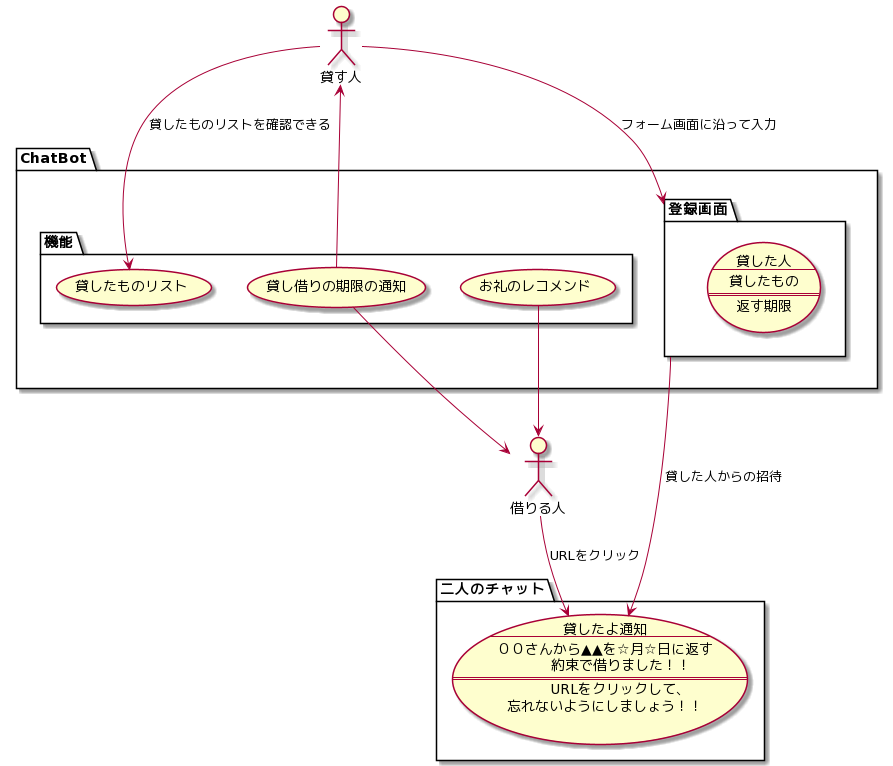 貸す人
貸したものリストを確認できる
フォーム画面に沿って入力
ChatBot
登録画面
機能
貸したものリスト
貸し借りの期限の通知
お礼のレコメンド
貸した人
貸したもの
返す期限
借りる人
貸した人からの招待
URLをクリック
二人のチャット
貸したよ通知
○○さんから▲▲を☆月☆日に返す
約束で借りました！！
URLをクリックして、
忘れないようにしましょう！！